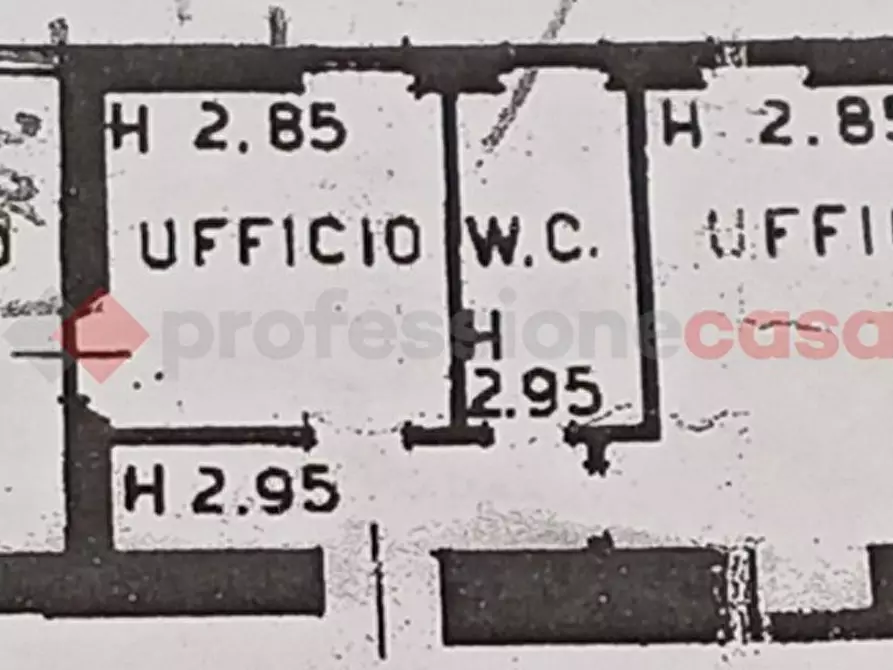 H 2.85
H 2.85
UFFICIO
W.C.
UFFI
professionecasa
H
2.95
H 2.95